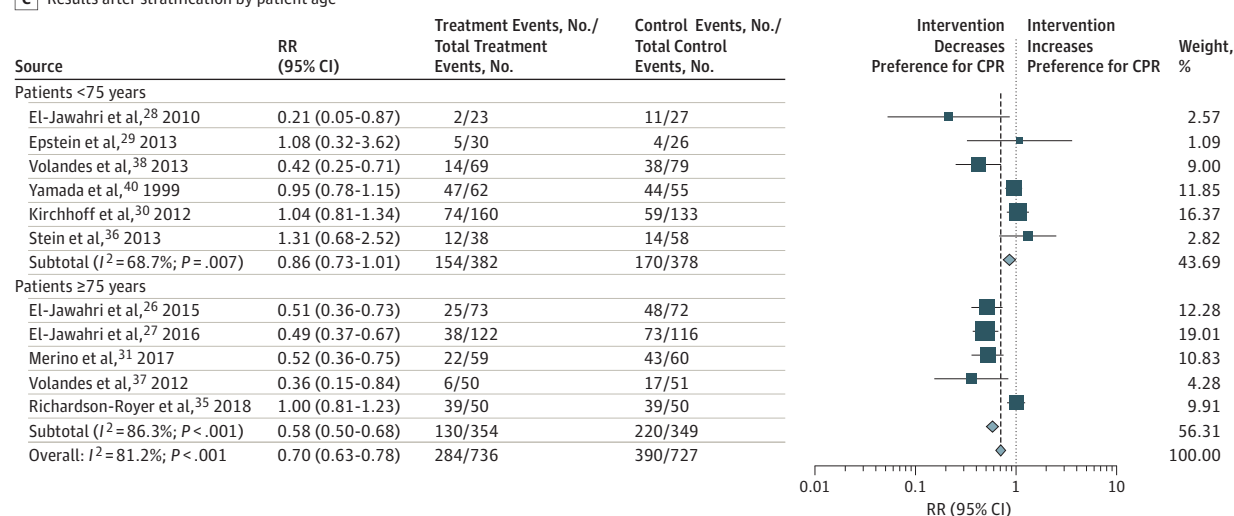 C Results after stratification by patient age
Source RR (95% CI) Treatment Events, No./ Total Treatment Events, No. Control Events, No./ Total Control Events, No. Intervention Decreases Preference for CPR Intervention Increases Preference for CPR Weight, %
Patients <75 years
El-Jawahri et al,28 2010 0.21 (0.05-0.87) 2/23 11/27 2.57
Epstein et al,29 2013 1.08 (0.32-3.62) 5/30 4/26 1.09
Volandes et al,38 2013 0.42 (0.25-0.71) 14/69 38/79 9.00
Yamada et al,40 1999 0.95 (0.78-1.15) 47/62 44/55 11.85
Kirchhoff et al,30 2012 1.04 (0.81-1.34) 74/160 59/133 16.37
Stein et al,36 2013 1.31 (0.68-2.52) 12/38 14/58 2.82
Subtotal (I2=68.7%; P=.007) 0.86 (0.73-1.01) 154/382 170/378 43.69
Patients ≥75 years
El-Jawahri et al,26 2015 0.51 (0.36-0.73) 25/73 48/72 12.28
El-Jawahri et al,27 2016 0.49 (0.37-0.67) 38/122 73/116 19.01
Merino et al,31 2017 0.52 (0.36-0.75) 22/59 43/60 10.83
Volandes et al,37 2012 0.36 (0.15-0.84) 6/50 17/51 4.28
Richardson-Royer et al,35 2018 1.00 (0.81-1.23) 39/50 39/50 9.91
Subtotal (I2=86.3%; P<.001) 0.58 (0.50-0.68) 130/354 220/349 56.31
Overall: I2=81.2%; P<.001 0.70 (0.63-0.78) 284/736 390/727 100.00
0.01 0.1 1 10
RR (95% CI)